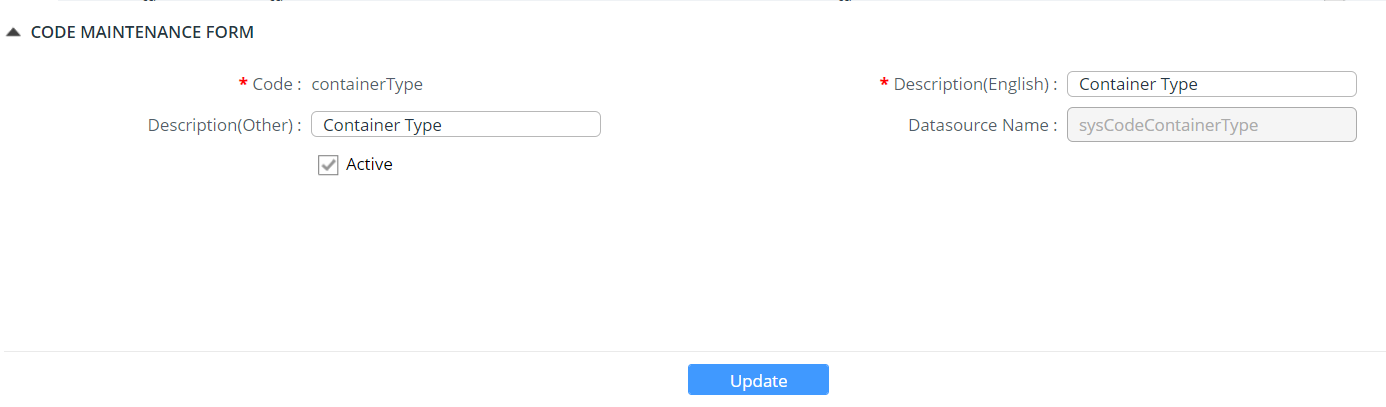 CODE MAINTENANCE FORM
* Code : containerType
* Description(English) : Container Type
Description(Other) : Container Type
Datasource Name : sysCodeContainerType
Active
Update